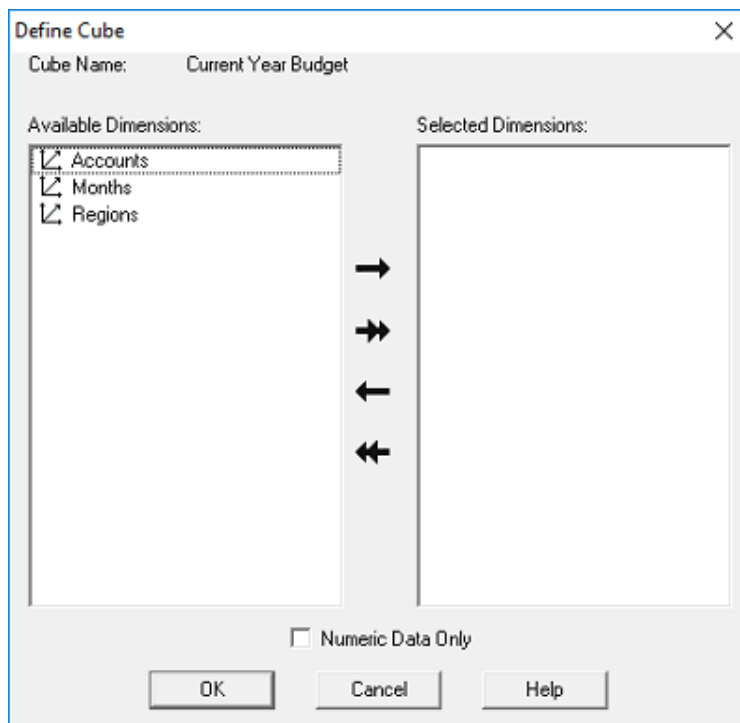 Define Cube
Cube Name: Current Year Budget
Available Dimensions: Selected Dimensions:
Accounts
Months
Regions
Numeric Data Only
OK Cancel Help